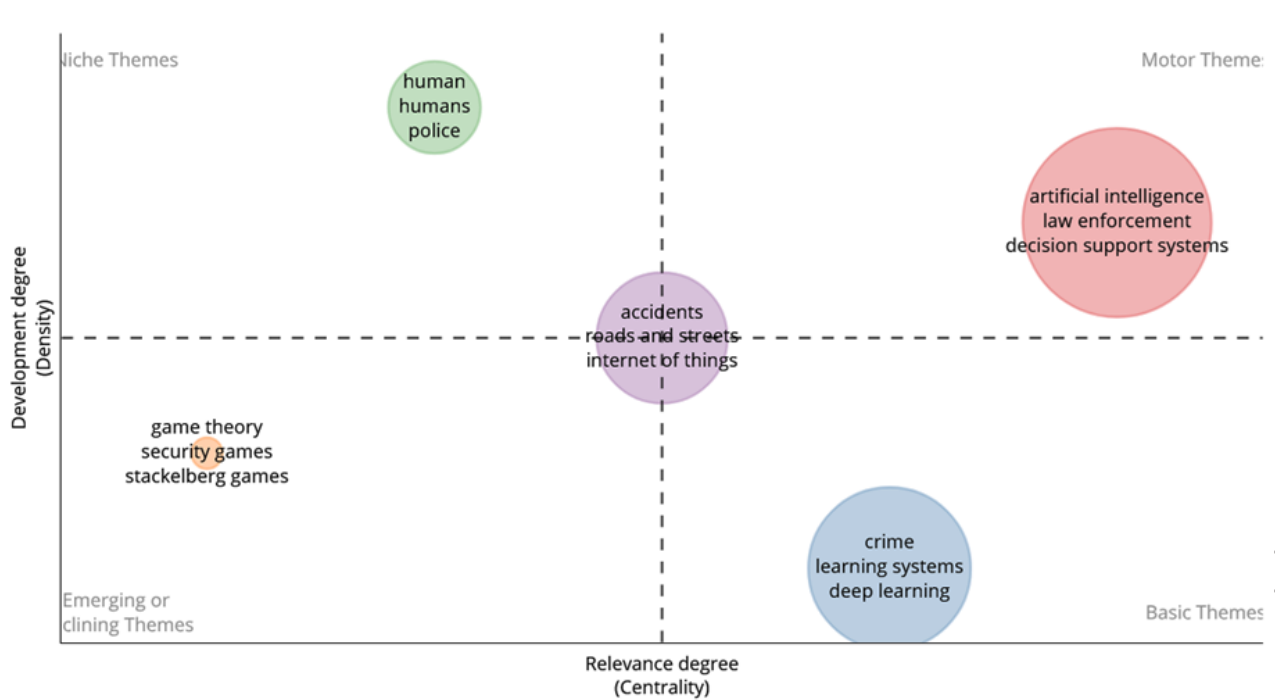 Niche Themes
Motor Themes
human
humans
police
artificial intelligence
law enforcement
decision support systems
accidents
roads and streets
internet of things
game theory
security games
stackelberg games
crime
learning systems
deep learning
Emerging or
clining Themes
Basic Themes
Development degree
(Density)
Relevance degree
(Centrality)